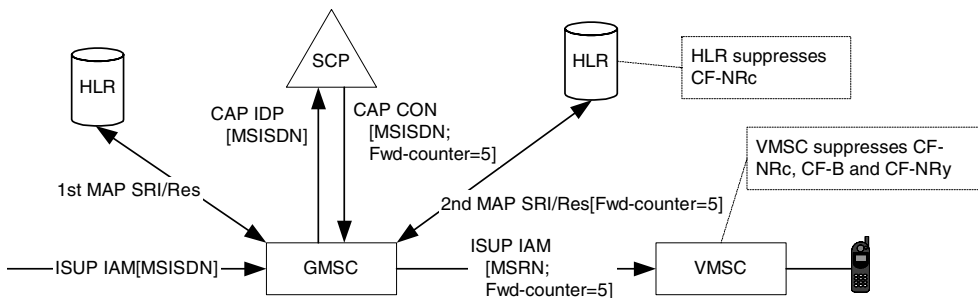 HLR
SCP
HLR
HLR suppresses
CF-NRc
CAP IDP
[MSISDN]
CAP CON
[MSISDN;
Fwd-counter=5]
VMSC suppresses CF-
NRc, CF-B and CF-NRy
1st MAP SRI/Res
2nd MAP SRI/Res[Fwd-counter=5]
ISUP IAM[MSISDN]
GMSC
ISUP IAM
[MSRN;
Fwd-counter=5]
VMSC